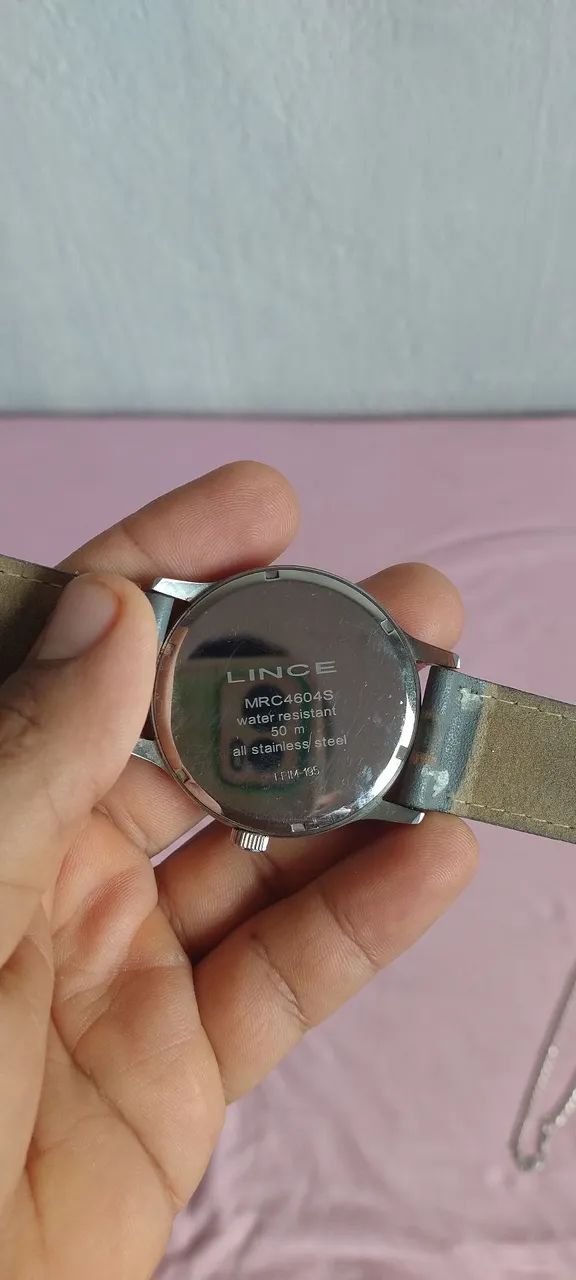 LINCE
MRC4604S
water resistant
50 m
all stainless steel